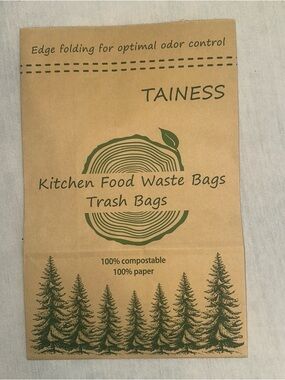 Edge folding for optimal odor control
TAINESS
Kitchen Food Waste Bags
Trash Bags
100% compostable
100% paper